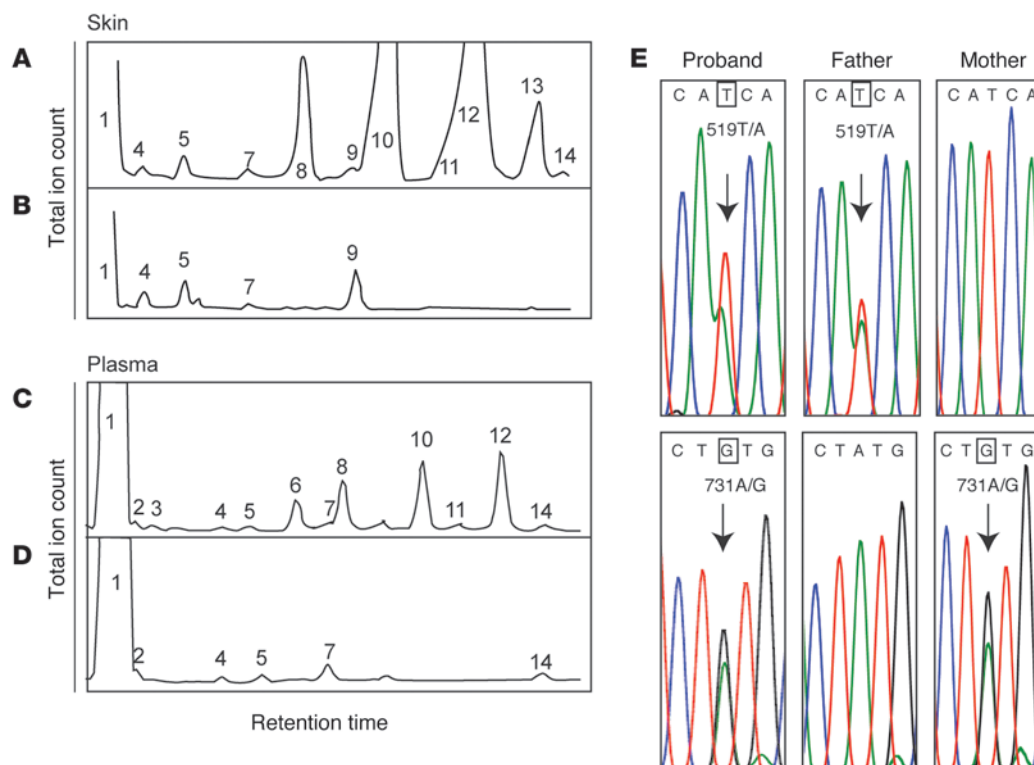 Skin
A
Total ion count
1
4
5
7
8
9
10
11
12
13
14
B
1
4
5
7
9
Plasma
C
Total ion count
1
2
3
4
5
6
7
8
10
11
12
14
D
1
2
4
5
7
14
Retention time
E
Proband
Father
Mother
C A T C A
519T/A
C A T C A
519T/A
C A T C A
C T G T G
731A/G
C T A T G
C T G T G
731A/G